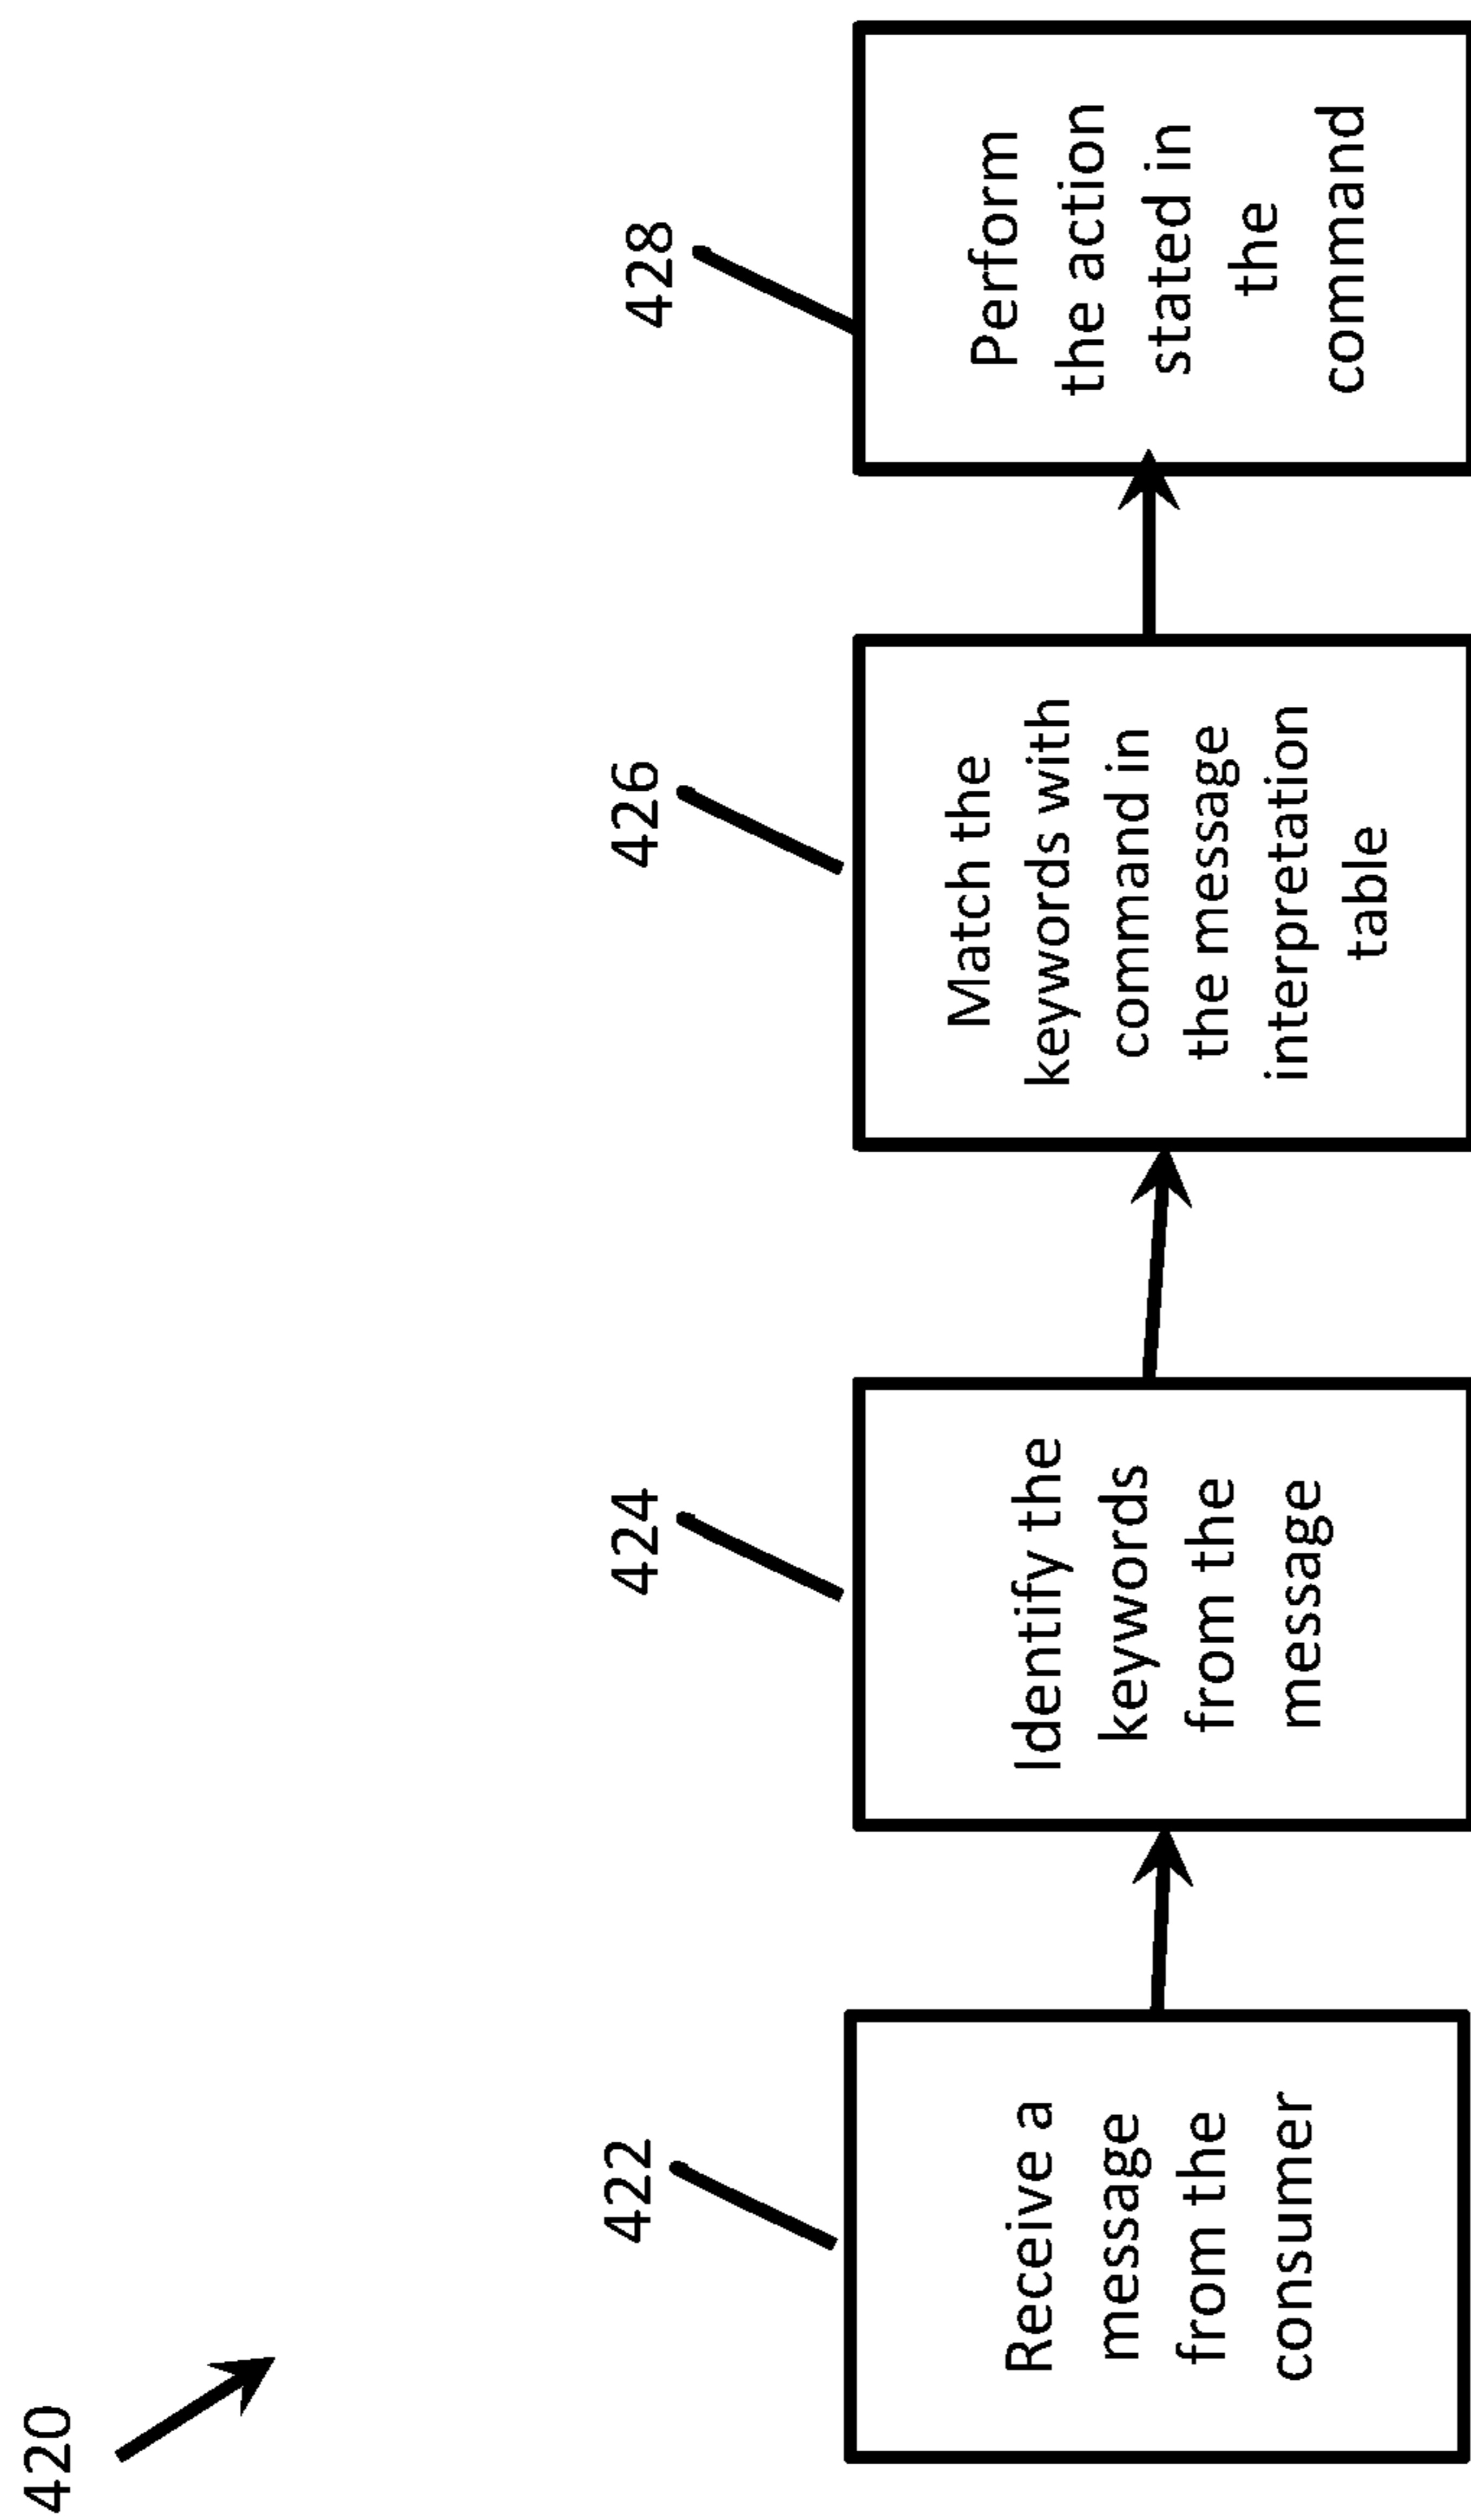 420
422
Receive a
message
from the
consumer
424
Identify the
keywords
from the
message
426
Match the
keywords with
command in
the message
interpretation
table
428
Perform
the action
stated in
the
command